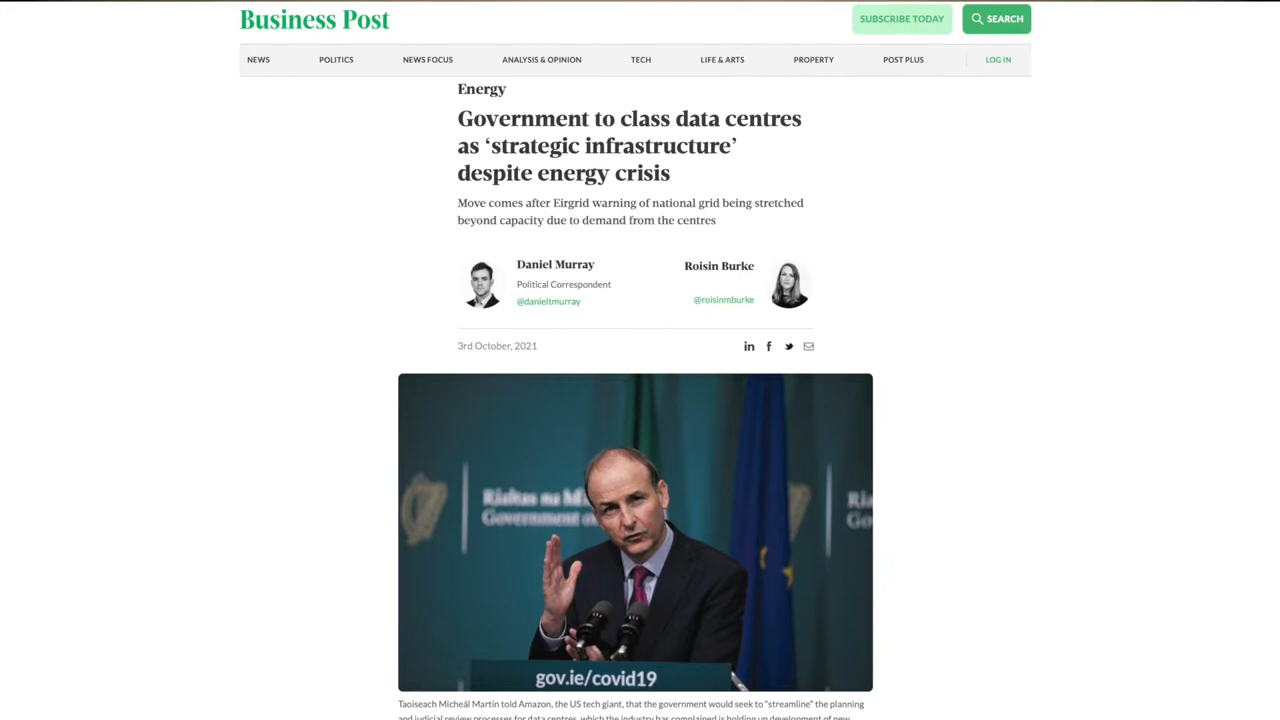 Business Post
SUBSCRIBE TODAY
SEARCH
NEWS POLITICS NEWS FOCUS ANALYSIS & OPINION TECH LIFE & ARTS PROPERTY POST PLUS LOG IN
Energy
Government to class data centres
as ‘strategic infrastructure’
despite energy crisis
Move comes after Eirgrid warning of national grid being stretched
beyond capacity due to demand from the centres
Daniel Murray
Political Correspondent
@danieltmurray
Roisin Burke
@roisinmburke
3rd October, 2021
Rialtas na
Government
gov.ie/covid19
Taoiseach Micheál Martin told Amazon, the US tech giant, that the government would seek to “streamline” the planning
and judicial review processes for data centres, which the industry has complained is holding up development of new